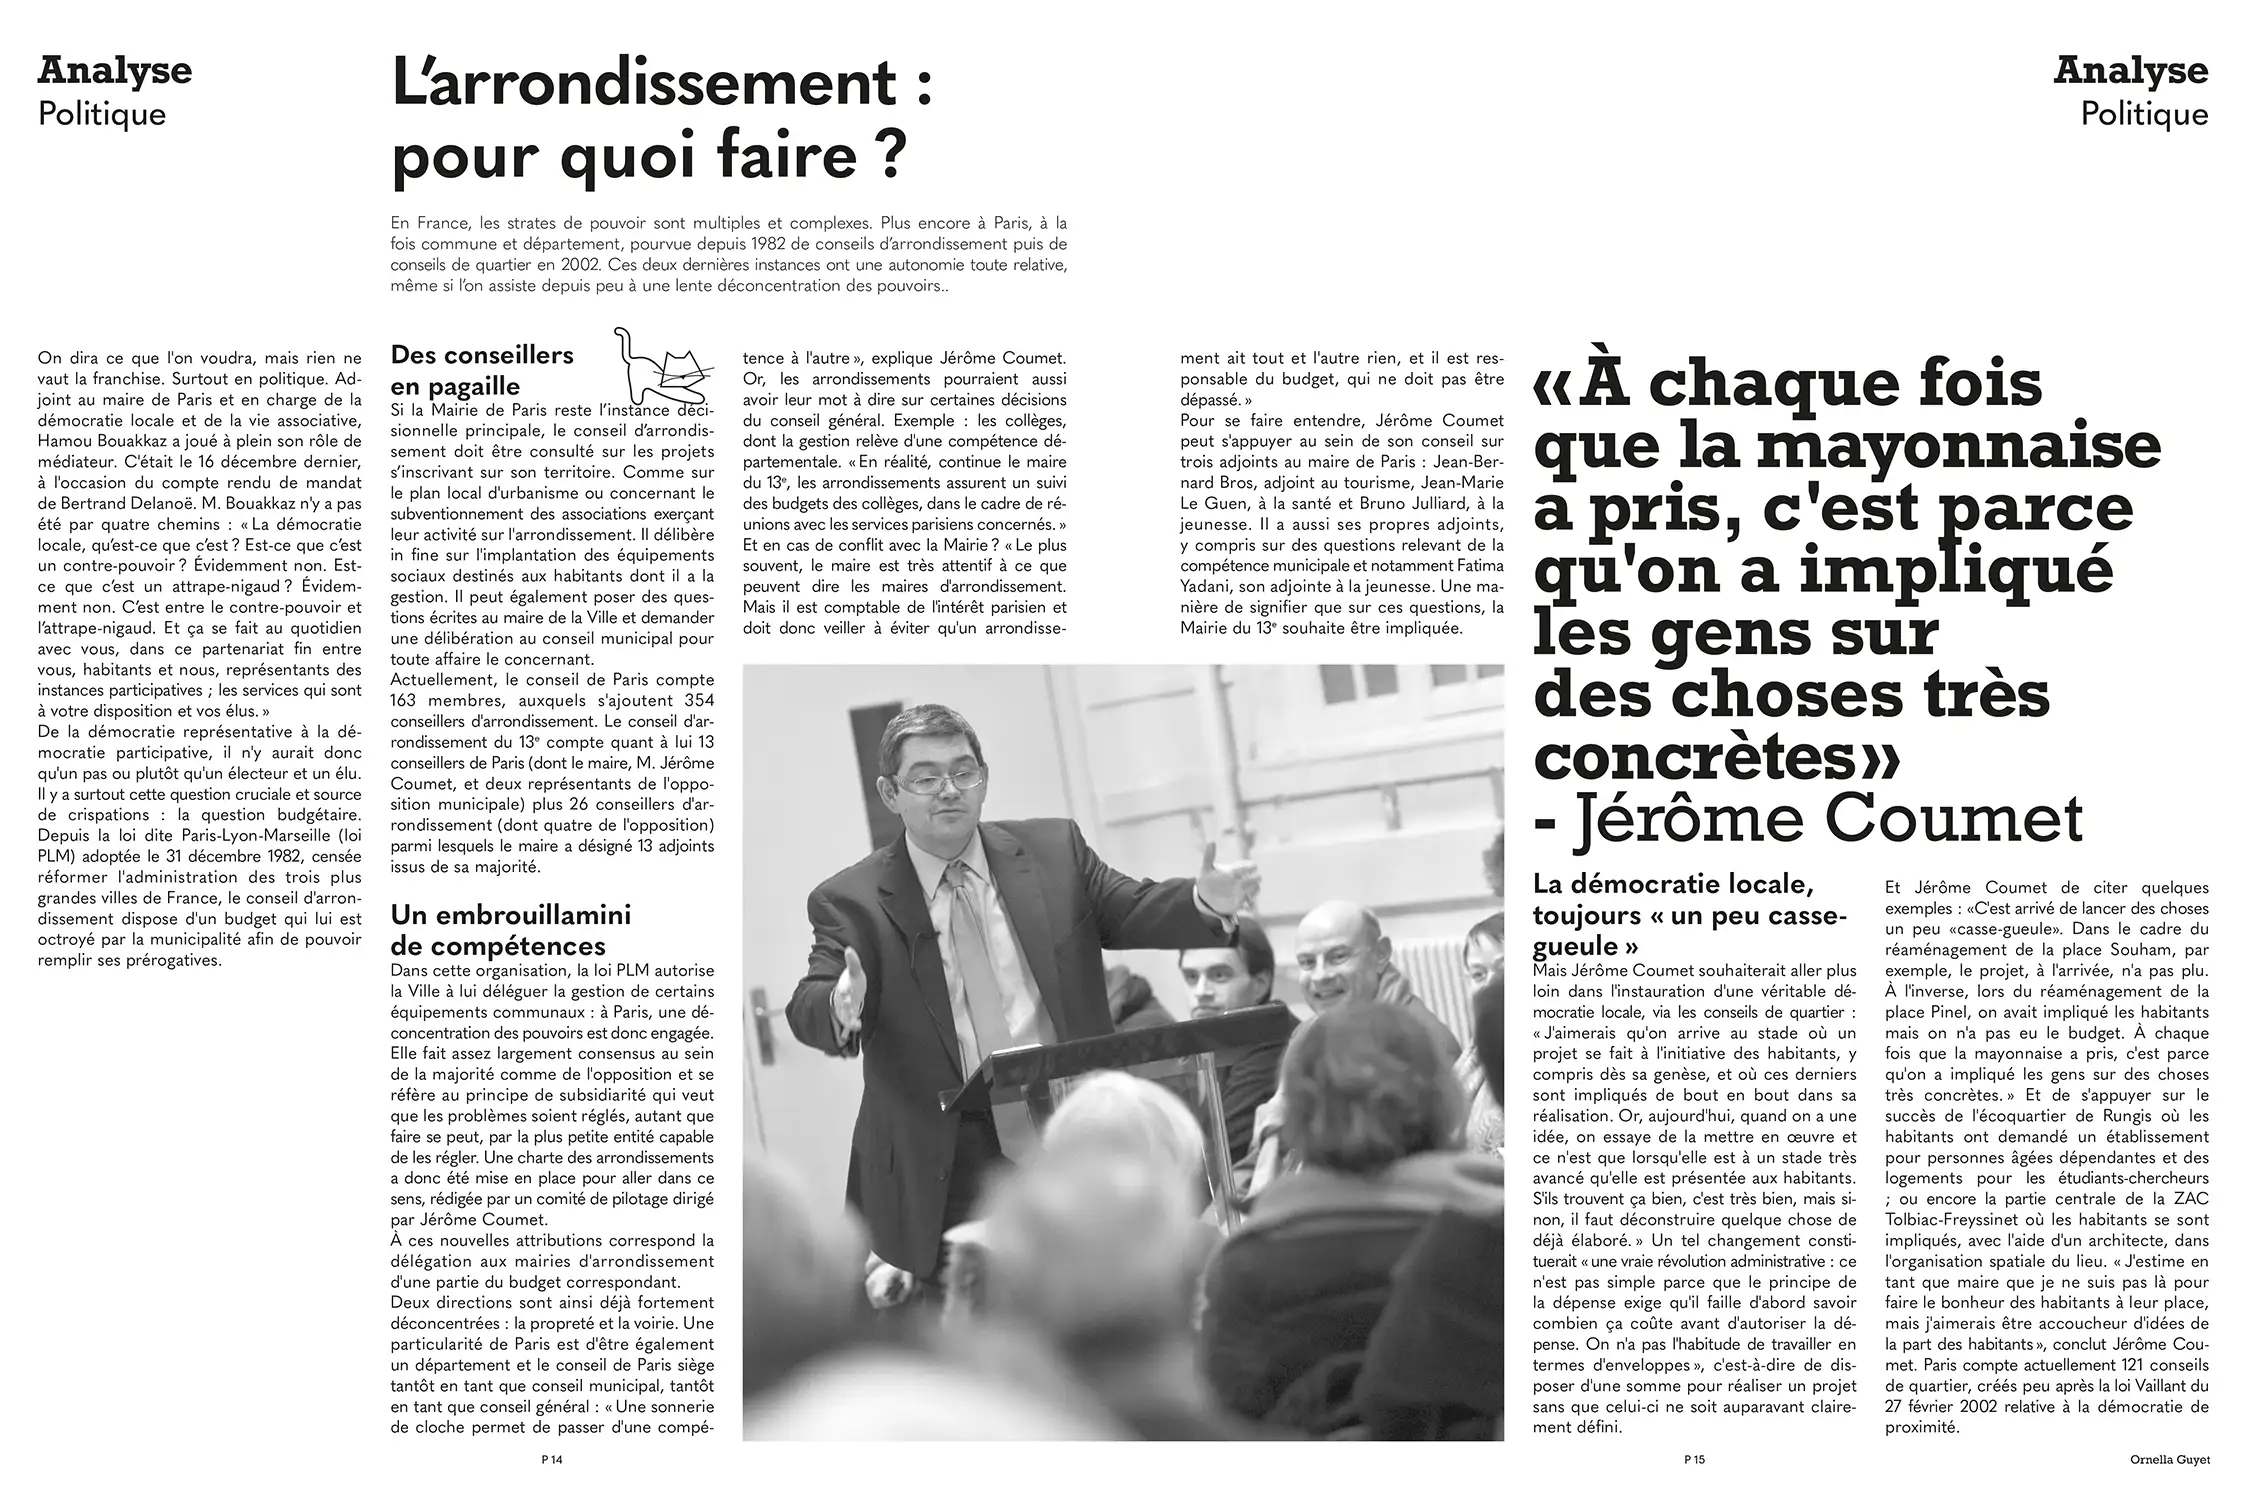 Analyse
Politique
L’arrondissement :
pour quoi faire ?
En France, les strates de pouvoir sont multiples et complexes. Plus encore à Paris, à la
fois commune et département, pourvue depuis 1982 de conseils d’arrondissement puis de
conseils de quartier en 2002. Ces deux dernières instances ont une autonomie toute relative,
même si l’on assiste depuis peu à une lente déconcentration des pouvoirs..
On dira ce que l'on voudra, mais rien ne
vaut la franchise. Surtout en politique. Ad-
joint au maire de Paris et en charge de la
démocratie locale et de la vie associative,
Hamou Bouakkaz a joué à plein son rôle de
médiateur. C'était le 16 décembre dernier,
à l'occasion du compte rendu de mandat
de Bertrand Delanoë. M. Bouakkaz n'y a pas
été par quatre chemins : « La démocratie
locale, qu’est-ce que c’est ? Est-ce que c’est
un contre-pouvoir ? Évidemment non. Est-
ce que c’est un attrape-nigaud ? Évidem-
ment non. C’est entre le contre-pouvoir et
l’attrape-nigaud. Et ça se fait au quotidien
avec vous, dans ce partenariat fin entre
vous, habitants et nous, représentants des
instances participatives ; les services qui sont
à votre disposition et vos élus. »
De la démocratie représentative à la dé-
mocratie participative, il n'y aurait donc
qu'un pas ou plutôt qu'un électeur et un élu.
Il y a surtout cette question cruciale et source
de crispations : la question budgétaire.
Depuis la loi dite Paris-Lyon-Marseille (loi
PLM) adoptée le 31 décembre 1982, censée
réformer l'administration des trois plus
grandes villes de France, le conseil d'arron-
dissement dispose d'un budget qui lui est
octroyé par la municipalité afin de pouvoir
remplir ses prérogatives.
Des conseillers
en pagaille
Si la Mairie de Paris reste l’instance déci-
sionnelle principale, le conseil d’arrondis-
sement doit être consulté sur les projets
s’inscrivant sur son territoire. Comme sur
le plan local d'urbanisme ou concernant le
subventionnement des associations exerçant
leur activité sur l'arrondissement. Il délibère
in fine sur l'implantation des équipements
sociaux destinés aux habitants dont il a la
gestion. Il peut également poser des ques-
tions écrites au maire de la Ville et demander
une délibération au conseil municipal pour
toute affaire le concernant.
Actuellement, le conseil de Paris compte
163 membres, auxquels s'ajoutent 354
conseillers d'arrondissement. Le conseil d'ar-
rondissement du 13e compte quant à lui 13
conseillers de Paris (dont le maire, M. Jérôme
Coumet, et deux représentants de l'oppo-
sition municipale) plus 26 conseillers d'ar-
rondissement (dont quatre de l'opposition)
parmi lesquels le maire a désigné 13 adjoints
issus de sa majorité.
Un embrouillamini
de compétences
Dans cette organisation, la loi PLM autorise
la Ville à lui déléguer la gestion de certains
équipements communaux : à Paris, une dé-
concentration des pouvoirs est donc engagée.
Elle fait assez largement consensus au sein
de la majorité comme de l'opposition et se
réfère au principe de subsidiarité qui veut
que les problèmes soient réglés, autant que
faire se peut, par la plus petite entité capable
de les régler. Une charte des arrondissements
a donc été mise en place pour aller dans ce
sens, rédigée par un comité de pilotage dirigé
par Jérôme Coumet.
À ces nouvelles attributions correspond la
délégation aux mairies d'arrondissement
d'une partie du budget correspondant.
Deux directions sont ainsi déjà fortement
déconcentrées : la propreté et la voirie. Une
particularité de Paris est d'être également
un département et le conseil de Paris siège
tantôt en tant que conseil municipal, tantôt
en tant que conseil général : « Une sonnerie
de cloche permet de passer d'une compé-
tence à l'autre », explique Jérôme Coumet.
Or, les arrondissements pourraient aussi
avoir leur mot à dire sur certaines décisions
du conseil général. Exemple : les collèges,
dont la gestion relève d'une compétence dé-
partementale. « En réalité, continue le maire
du 13e, les arrondissements assurent un suivi
des budgets des collèges, dans le cadre de ré-
unions avec les services parisiens concernés. »
Et en cas de conflit avec la Mairie ? « Le plus
souvent, le maire est très attentif à ce que
peuvent dire les maires d'arrondissement.
Mais il est comptable de l'intérêt parisien et
doit donc veiller à éviter qu'un arrondisse-
P 14
Analyse
Politique
ment ait tout et l'autre rien, et il est res-
ponsable du budget, qui ne doit pas être
dépassé. »
Pour se faire entendre, Jérôme Coumet
peut s'appuyer au sein de son conseil sur
trois adjoints au maire de Paris : Jean-Ber-
nard Bros, adjoint au tourisme, Jean-Marie
Le Guen, à la santé et Bruno Julliard, à la
jeunesse. Il a aussi ses propres adjoints,
y compris sur des questions relevant de la
compétence municipale et notamment Fatima
Yadani, son adjointe à la jeunesse. Une ma-
nière de signifier que sur ces questions, la
Mairie du 13e souhaite être impliquée.
« À chaque fois
que la mayonnaise
a pris, c'est parce
qu'on a impliqué
les gens sur
des choses très
concrètes»
- Jérôme Coumet
La démocratie locale,
toujours « un peu casse-
gueule »
Mais Jérôme Coumet souhaiterait aller plus
loin dans l'instauration d'une véritable dé-
mocratie locale, via les conseils de quartier :
« J'aimerais qu'on arrive au stade où un
projet se fait à l'initiative des habitants, y
compris dès sa genèse, et où ces derniers
sont impliqués de bout en bout dans sa
réalisation. Or, aujourd'hui, quand on a une
idée, on essaye de la mettre en œuvre et
ce n'est que lorsqu'elle est à un stade très
avancé qu'elle est présentée aux habitants.
S'ils trouvent ça bien, c'est très bien, mais si-
non, il faut déconstruire quelque chose de
déjà élaboré. » Un tel changement consti-
tuerait « une vraie révolution administrative : ce
n'est pas simple parce que le principe de
la dépense exige qu'il faille d'abord savoir
combien ça coûte avant d'autoriser la dé-
pense. On n'a pas l'habitude de travailler en
termes d'enveloppes », c'est-à-dire de dis-
poser d'une somme pour réaliser un projet
sans que celui-ci ne soit auparavant claire-
ment défini.
Et Jérôme Coumet de citer quelques
exemples : «C'est arrivé de lancer des choses
un peu «casse-gueule». Dans le cadre du
réaménagement de la place Souham, par
exemple, le projet, à l'arrivée, n'a pas plu.
À l'inverse, lors du réaménagement de la
place Pinel, on avait impliqué les habitants
mais on n'a pas eu le budget. À chaque
fois que la mayonnaise a pris, c'est parce
qu'on a impliqué les gens sur des choses
très concrètes. » Et de s'appuyer sur le
succès de l'écoquartier de Rungis où les
habitants ont demandé un établissement
pour personnes âgées dépendantes et des
logements pour les étudiants-chercheurs
; ou encore la partie centrale de la ZAC
Tolbiac-Freyssinet où les habitants se sont
impliqués, avec l'aide d'un architecte, dans
l'organisation spatiale du lieu. « J'estime en
tant que maire que je ne suis pas là pour
faire le bonheur des habitants à leur place,
mais j'aimerais être accoucheur d'idées de
la part des habitants », conclut Jérôme Cou-
met. Paris compte actuellement 121 conseils
de quartier, créés peu après la loi Vaillant du
27 février 2002 relative à la démocratie de
proximité.
P 15
Ornella Guyet